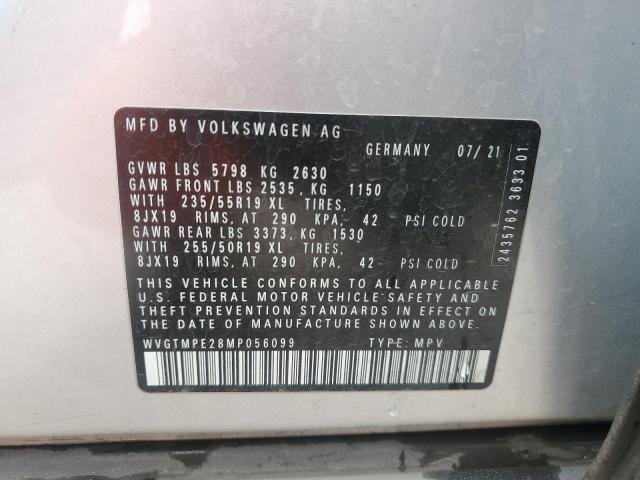 MFD BY VOLKSWAGEN AG
GERMANY 07/ 21
GVWR LBS 5798 KG 2630
GAWR FRONT LBS 2535, KG 1150
WITH 235/55R19 XL TIRES,
8JX19 RIMS, AT 290 KPA, 42 PSI COLD
GAWR REAR LBS 3373, KG 1530
WITH 255/50R19 XL TIRES,
8JX19 RIMS, AT 290 KPA, 42 PSI COLD
THIS VEHICLE CONFORMS TO ALL APPLICABLE
U.S. FEDERAL MOTOR VEHICLE SAFETY AND
THEFT PREVENTION STANDARDS IN EFFECT ON
THE DATE OF MANUFACTURE SHOWN ABOVE.
WVGTMPE28MP056099 TYPE: MPV
2435762 3633 01